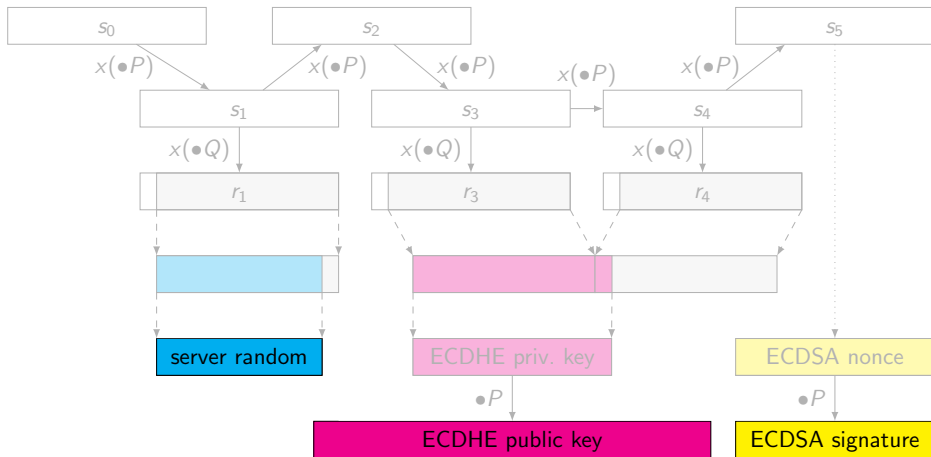 s₀ s₂ s₅
x(●P) x(●P) x(●P) x(●P) x(●P)
s₁ s₃ s₄
x(●Q) x(●Q) x(●Q)
r₁ r₃ r₄
server random ECDHE priv. key ECDSA nonce
●P ●P
ECDHE public key ECDSA signature